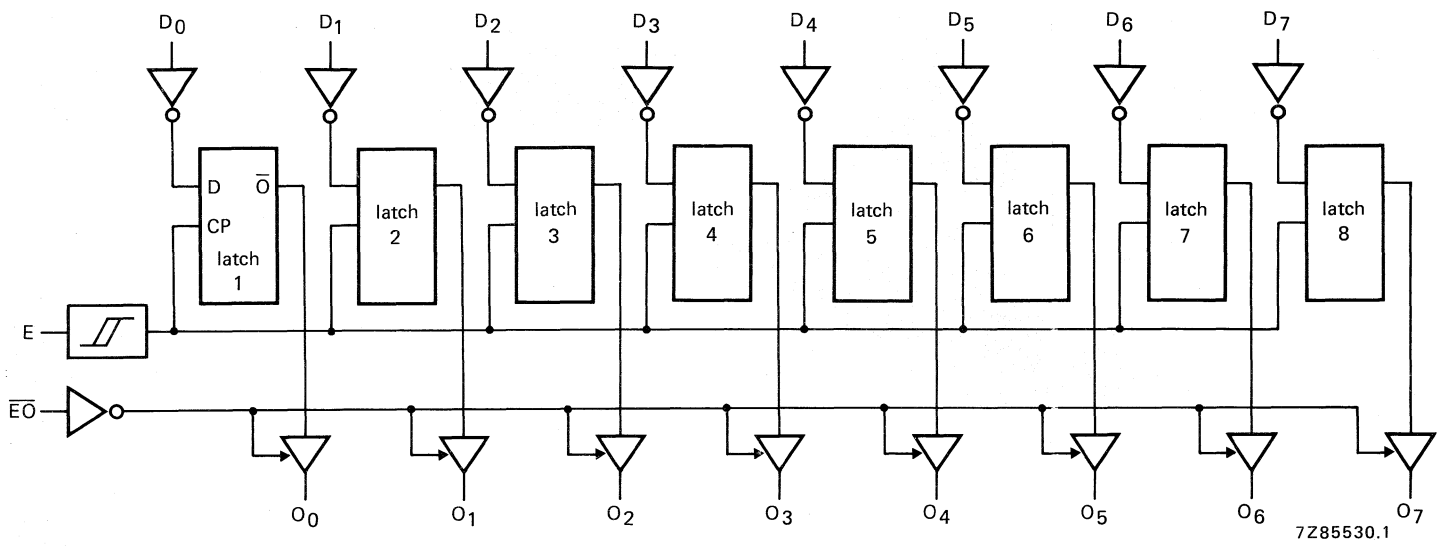 D0 D1 D2 D3 D4 D5 D6 D7
D O̅
CP
latch
1
latch
2
latch
3
latch
4
latch
5
latch
6
latch
7
latch
8
E
E̅O̅
O0 O1 O2 O3 O4 O5 O6 O7
7Z85530.1